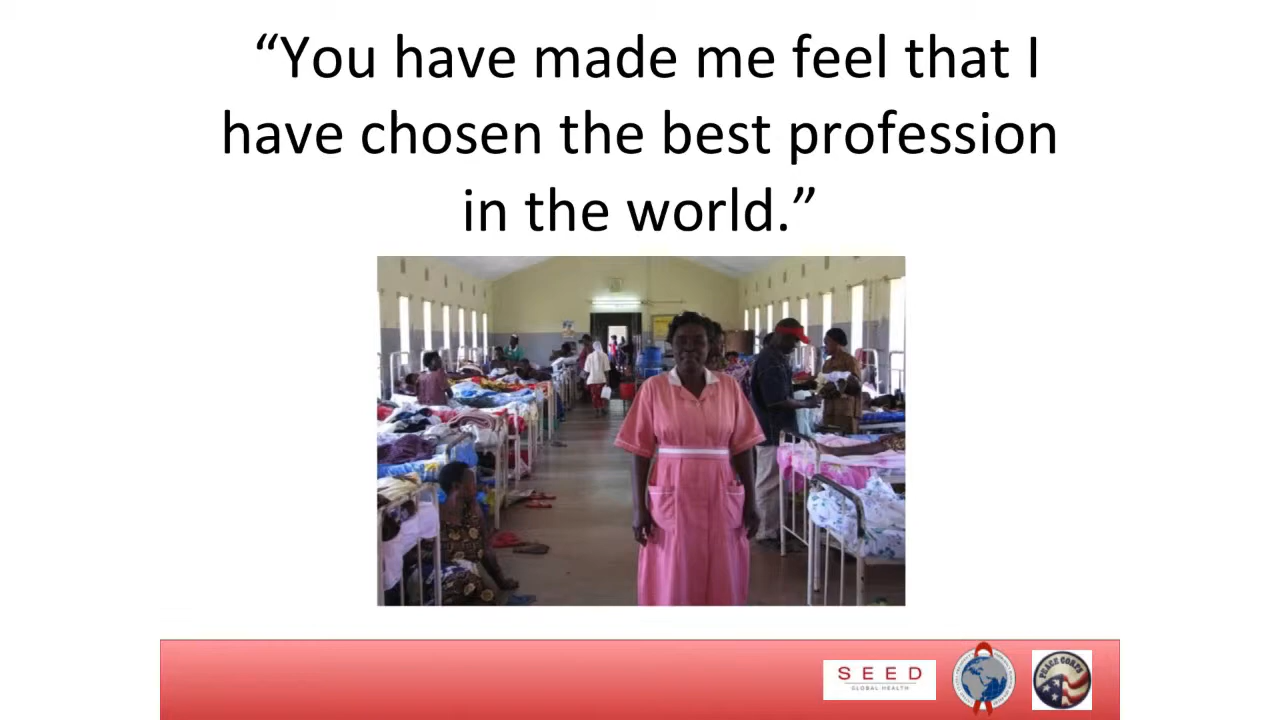 “You have made me feel that I
have chosen the best profession
in the world.”
SEED
GLOBAL HEALTH
PEACE CORPS